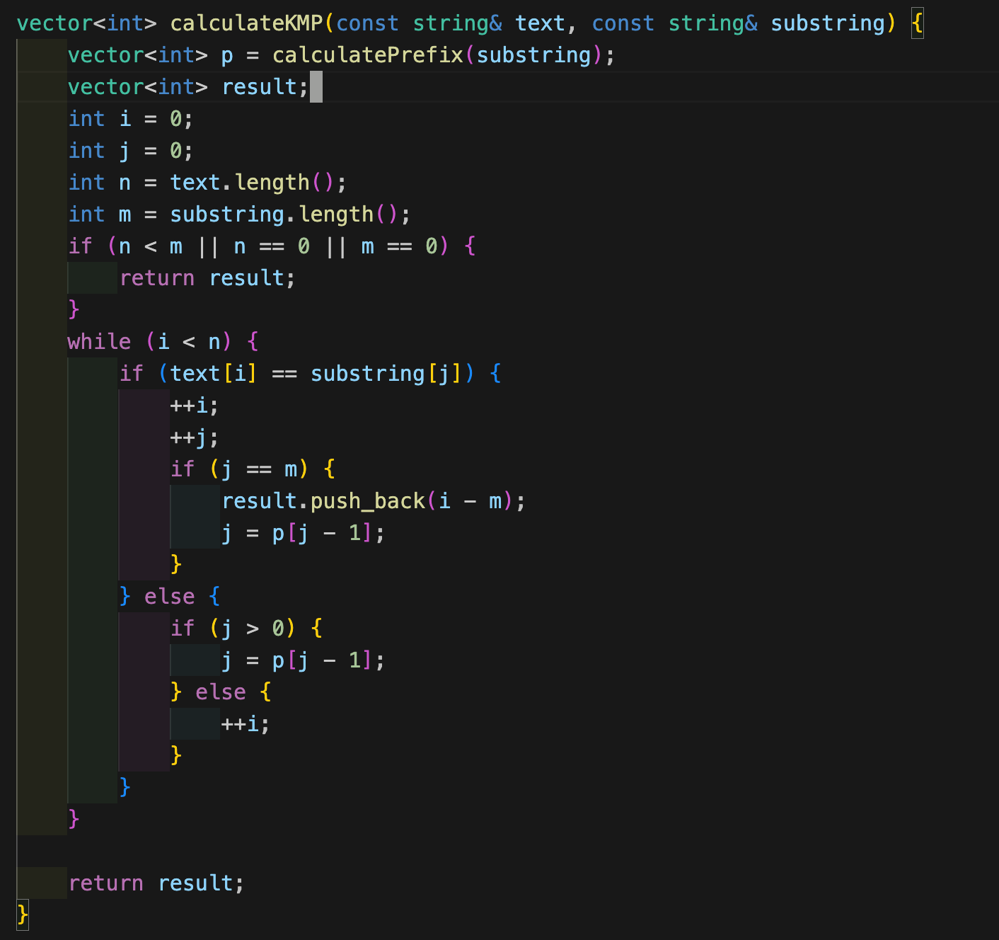 vector<int> calculateKMP(const string& text, const string& substring) {
    vector<int> p = calculatePrefix(substring);
    vector<int> result;
    int i = 0;
    int j = 0;
    int n = text.length();
    int m = substring.length();
    if (n < m || n == 0 || m == 0) {
        return result;
    }
    while (i < n) {
        if (text[i] == substring[j]) {
            ++i;
            ++j;
            if (j == m) {
                result.push_back(i - m);
                j = p[j - 1];
            }
        } else {
            if (j > 0) {
                j = p[j - 1];
            } else {
                ++i;
            }
        }
    }

    return result;
}